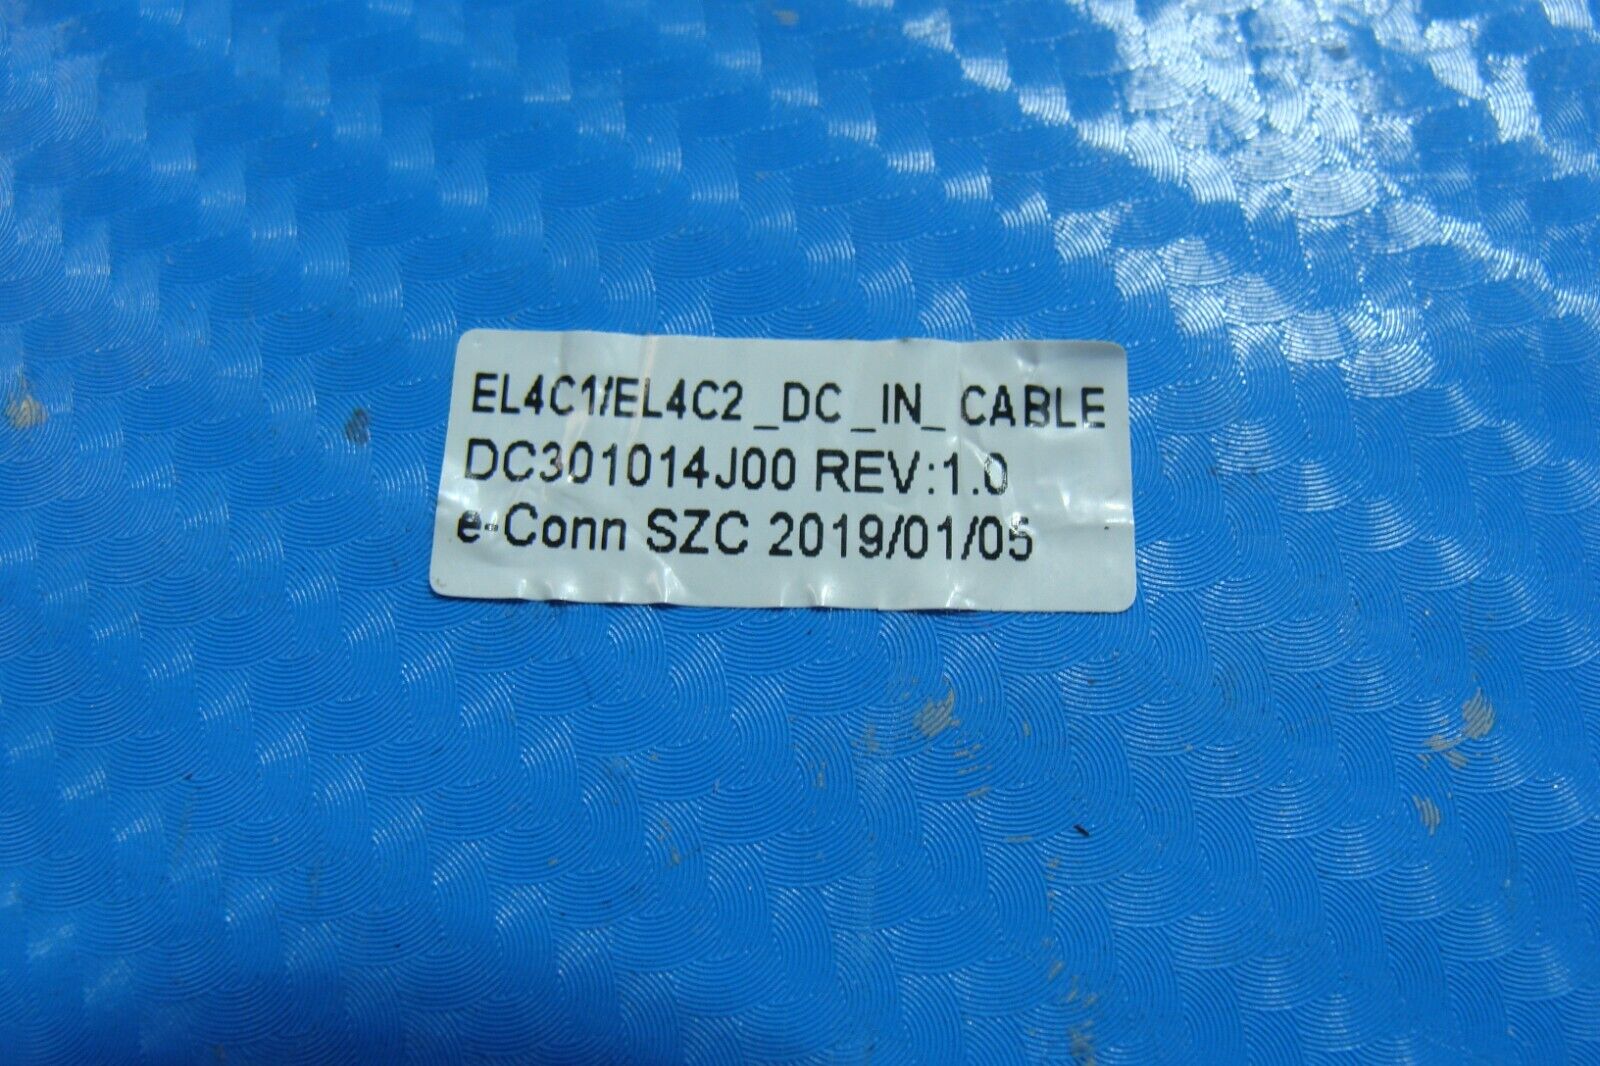 EL4C1/EL4C2_DC_IN_CABLE
DC301014J00 REV:1.0
e-Conn SZC 2019/01/05